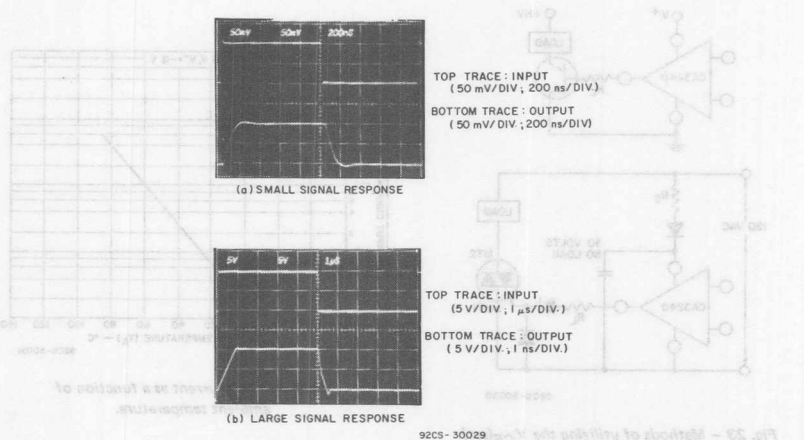 50mV 50mV 200nS
TOP TRACE: INPUT
(50 mV/DIV; 200 ns/DIV.)
BOTTOM TRACE: OUTPUT
(50 mV/DIV; 200 ns/DIV)
(a) SMALL SIGNAL RESPONSE
5V 5V 1µS
TOP TRACE: INPUT
(5 V/DIV.; 1 µs/DIV.)
BOTTOM TRACE: OUTPUT
(5 V/DIV.; 1 ns/DIV.)
(b) LARGE SIGNAL RESPONSE
92CS-30029